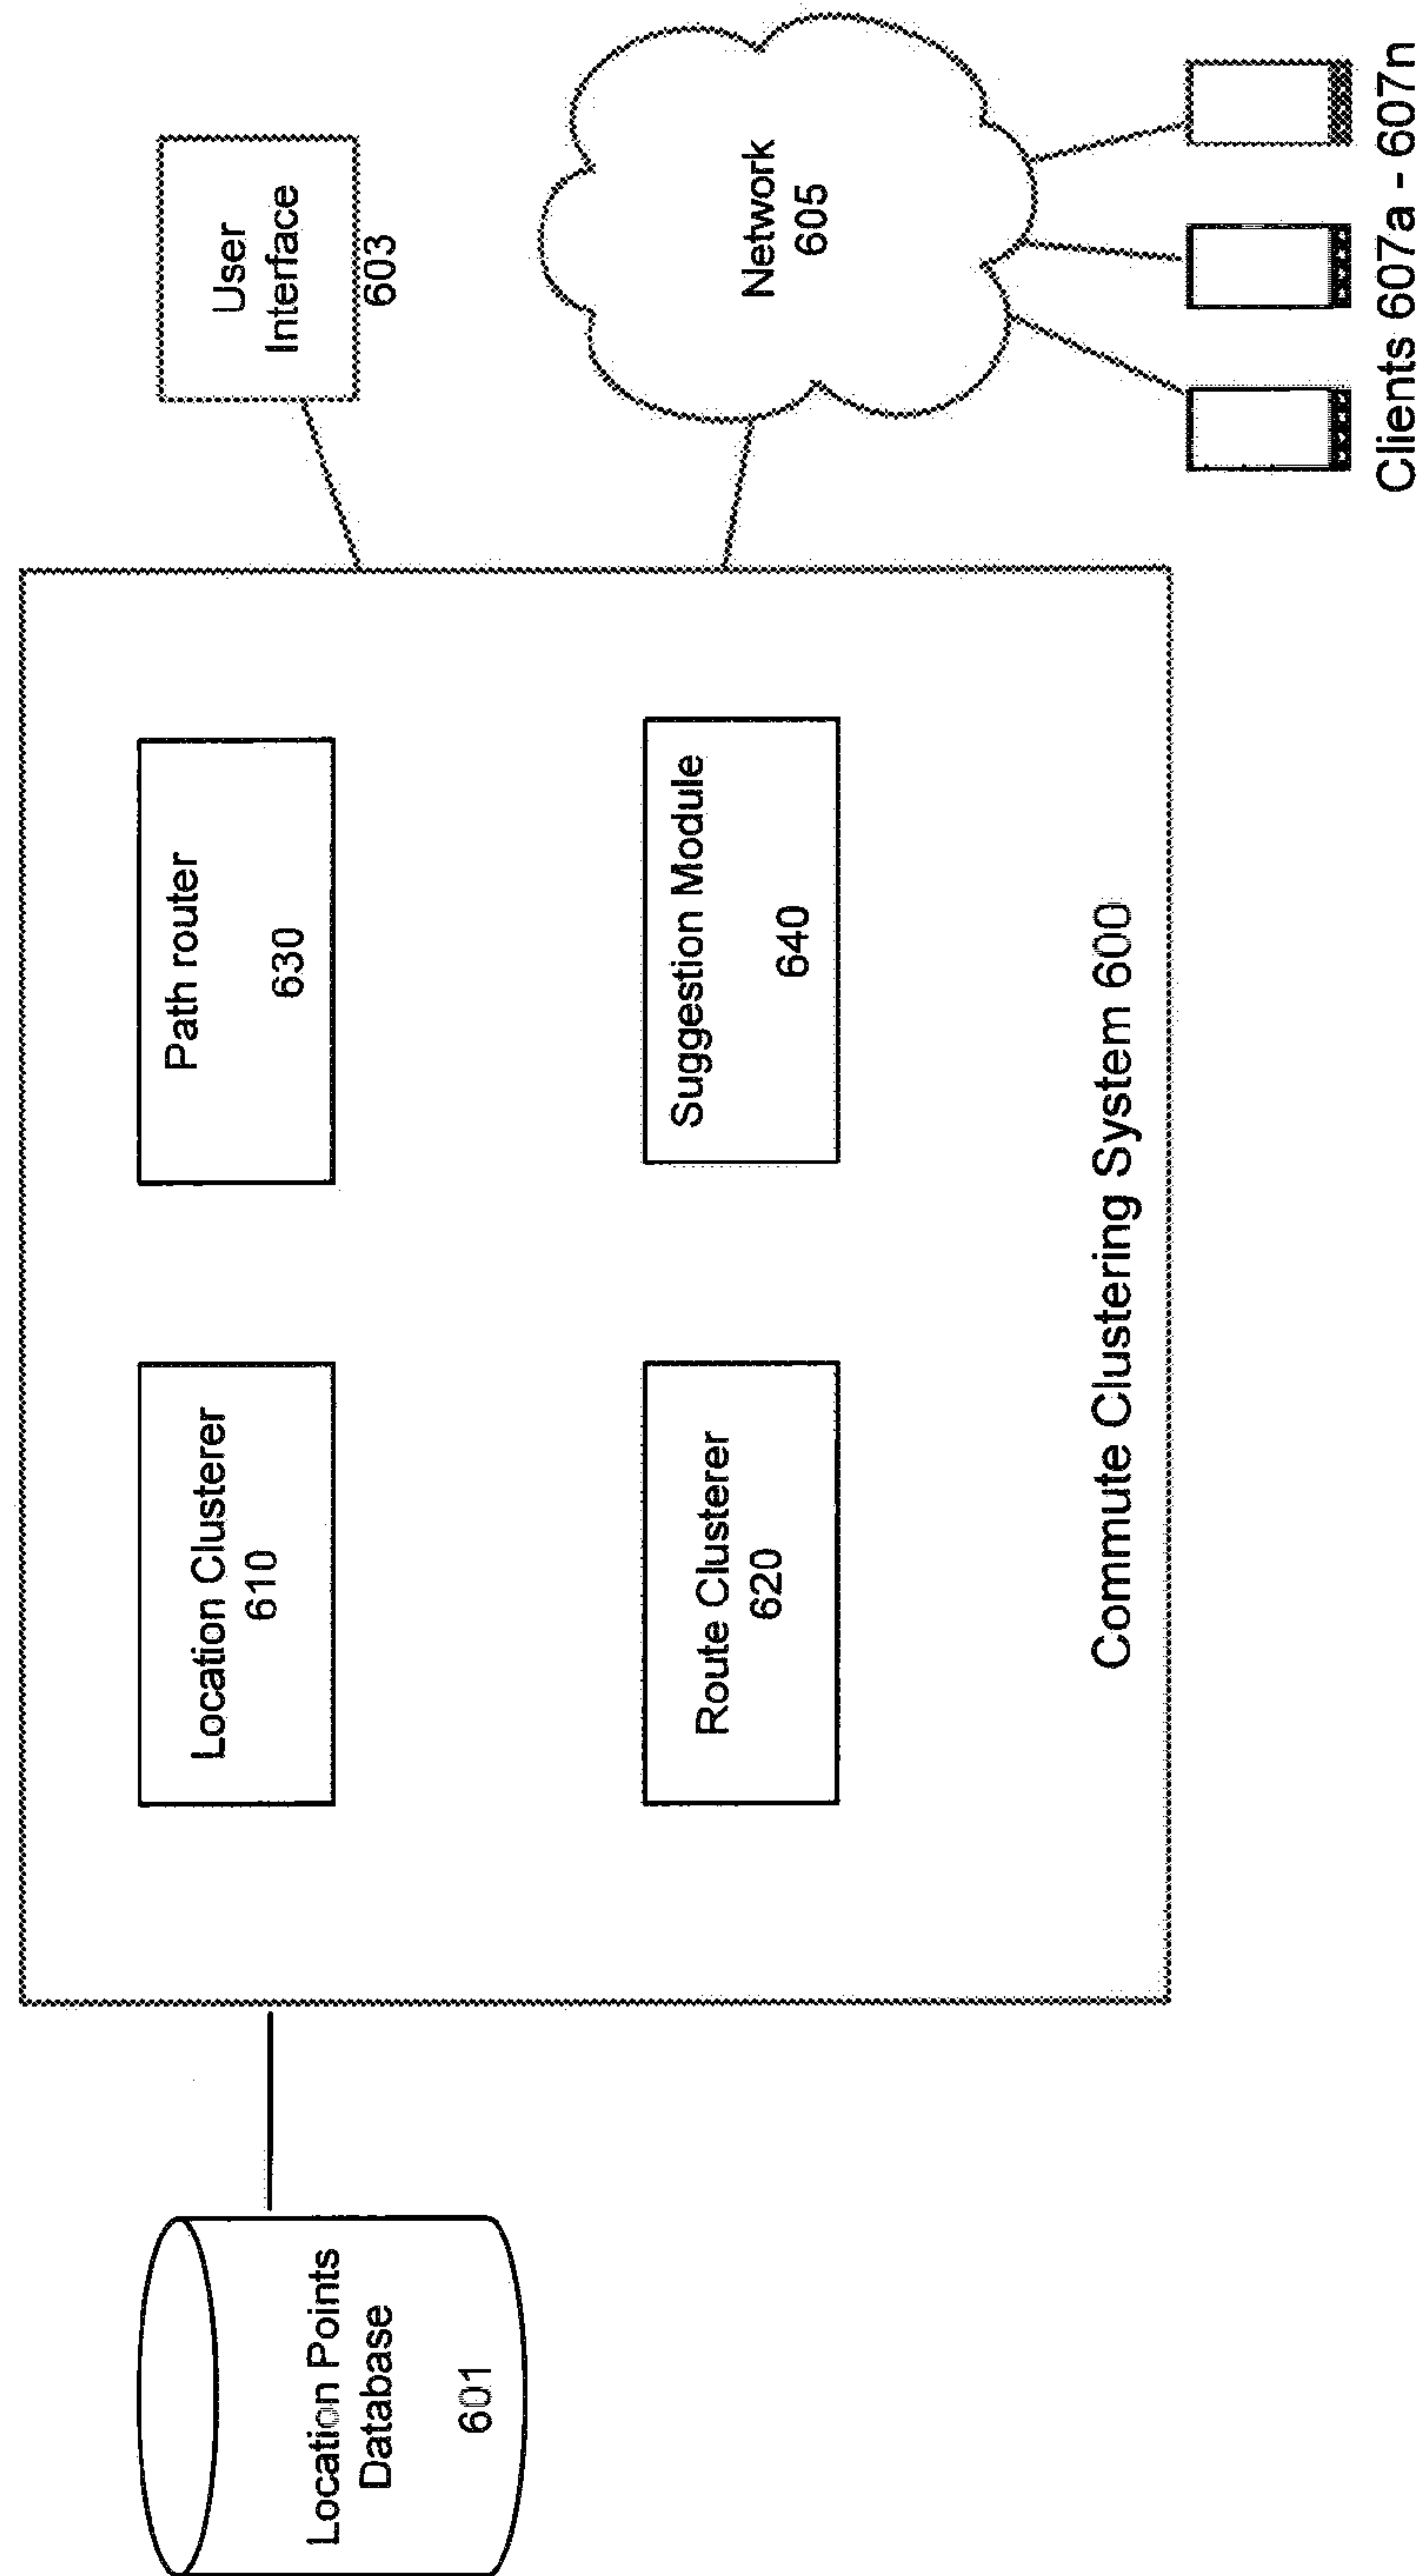 Location Points
Database
601
Location Clusterer
610
Path router
630
Route Clusterer
620
Suggestion Module
640
Commute Clustering System 600
User
Interface
603
Network
605
Clients 607a - 607n